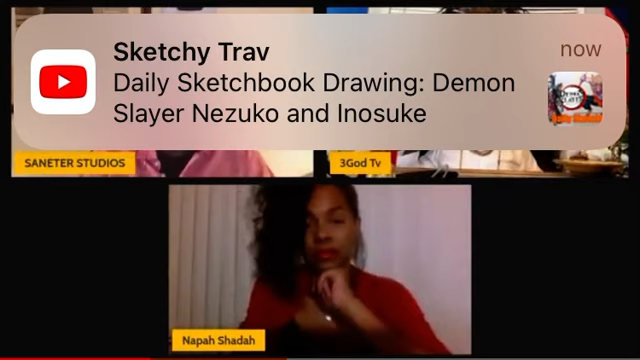 Sketchy Trav
now
Daily Sketchbook Drawing: Demon
Slayer Nezuko and Inosuke
SANETER STUDIOS
3God Tv
Napah Shadah